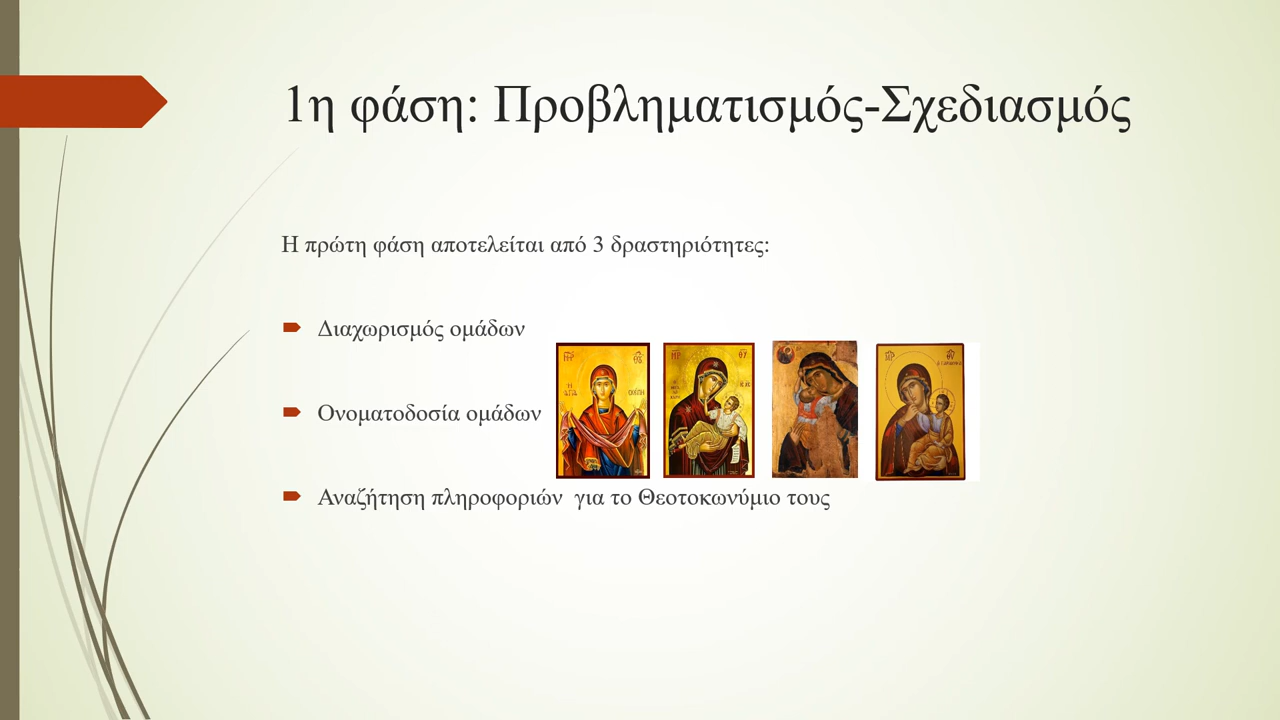 1η φάση: Προβληματισμός-Σχεδιασμός
Η πρώτη φάση αποτελείται από 3 δραστηριότητες:
Διαχωρισμός ομάδων
Ονοματοδοσία ομάδων
Αναζήτηση πληροφοριών  για το Θεοτοκωνύμιο τους